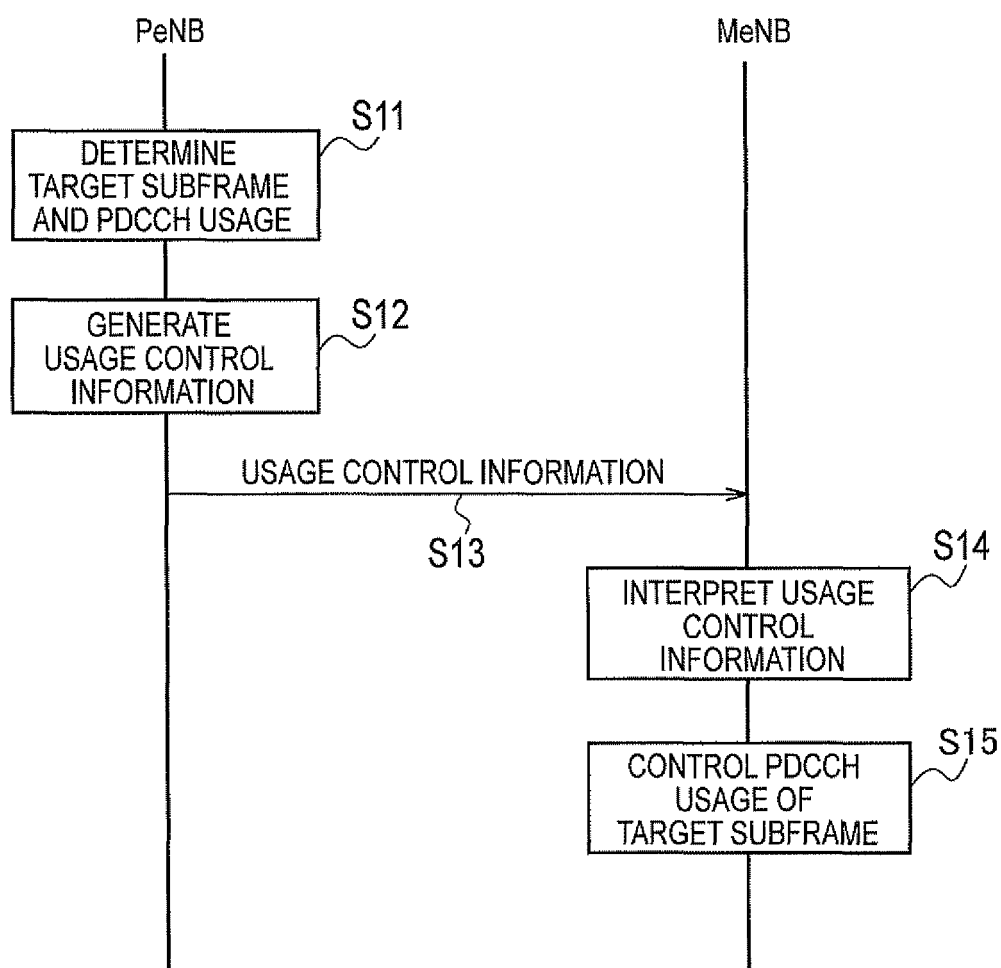 PeNB
MeNB
S11
DETERMINE
TARGET SUBFRAME
AND PDCCH USAGE
S12
GENERATE
USAGE CONTROL
INFORMATION
USAGE CONTROL INFORMATION
S13
S14
INTERPRET USAGE
CONTROL
INFORMATION
S15
CONTROL PDCCH
USAGE OF
TARGET SUBFRAME